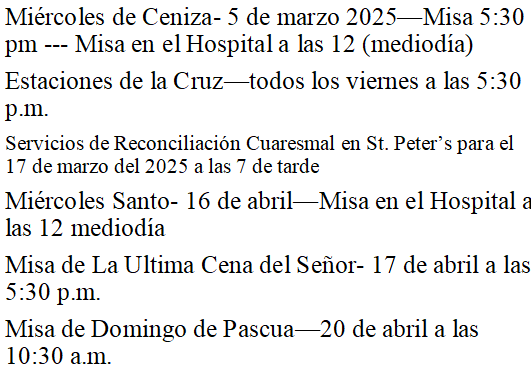 Miércoles de Ceniza- 5 de marzo 2025—Misa 5:30
pm --- Misa en el Hospital a las 12 (mediodía)
Estaciones de la Cruz—todos los viernes a las 5:30
p.m.
Servicios de Reconciliación Cuaresmal en St. Peter’s para el
17 de marzo del 2025 a las 7 de tarde
Miércoles Santo- 16 de abril—Misa en el Hospital a
las 12 mediodía
Misa de La Ultima Cena del Señor- 17 de abril a las
5:30 p.m.
Misa de Domingo de Pascua—20 de abril a las
10:30 a.m.